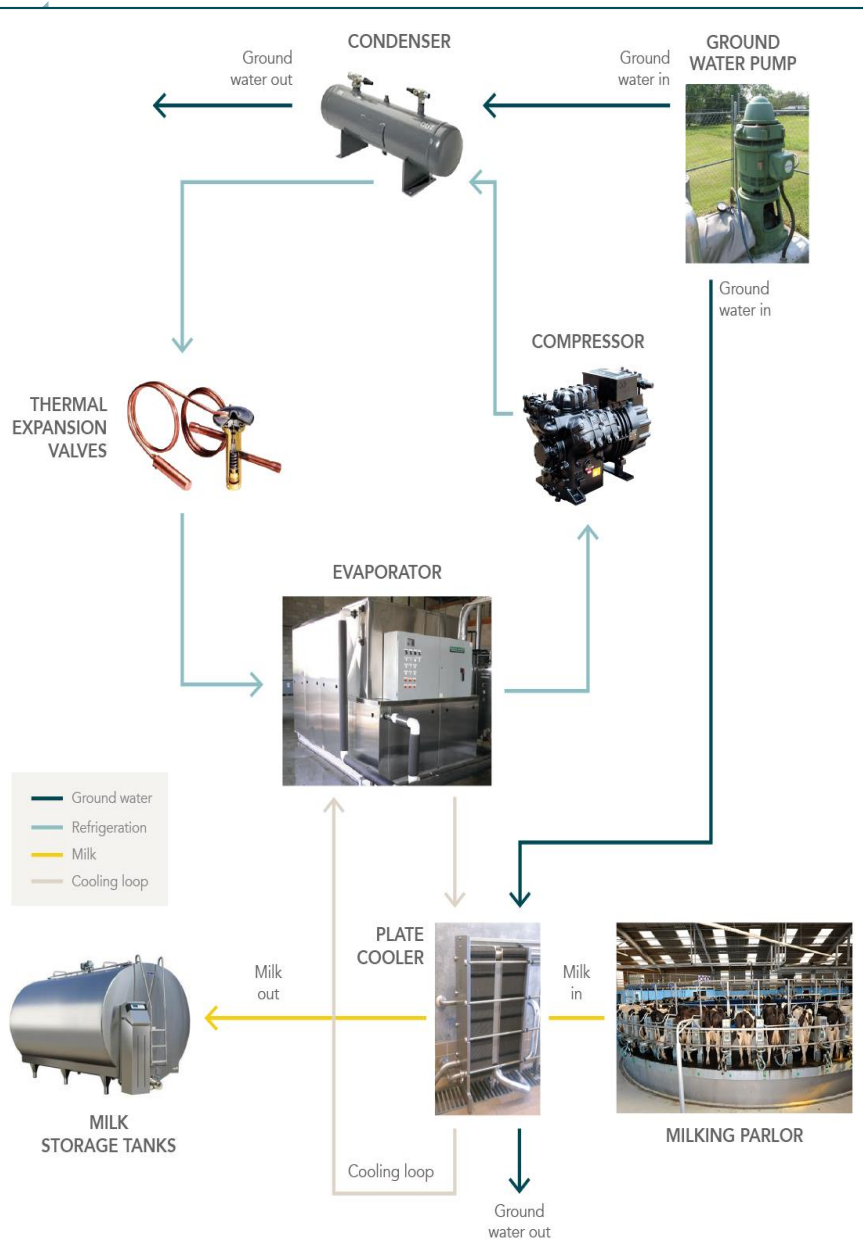 CONDENSER
GROUND
WATER PUMP
Ground
water out
Ground
water in
Ground
water in
COMPRESSOR
THERMAL
EXPANSION
VALVES
EVAPORATOR
Ground water
Refrigeration
Milk
Cooling loop
PLATE
COOLER
Milk
out
Milk
in
MILK
STORAGE TANKS
MILKING PARLOR
Cooling loop
Ground
water out